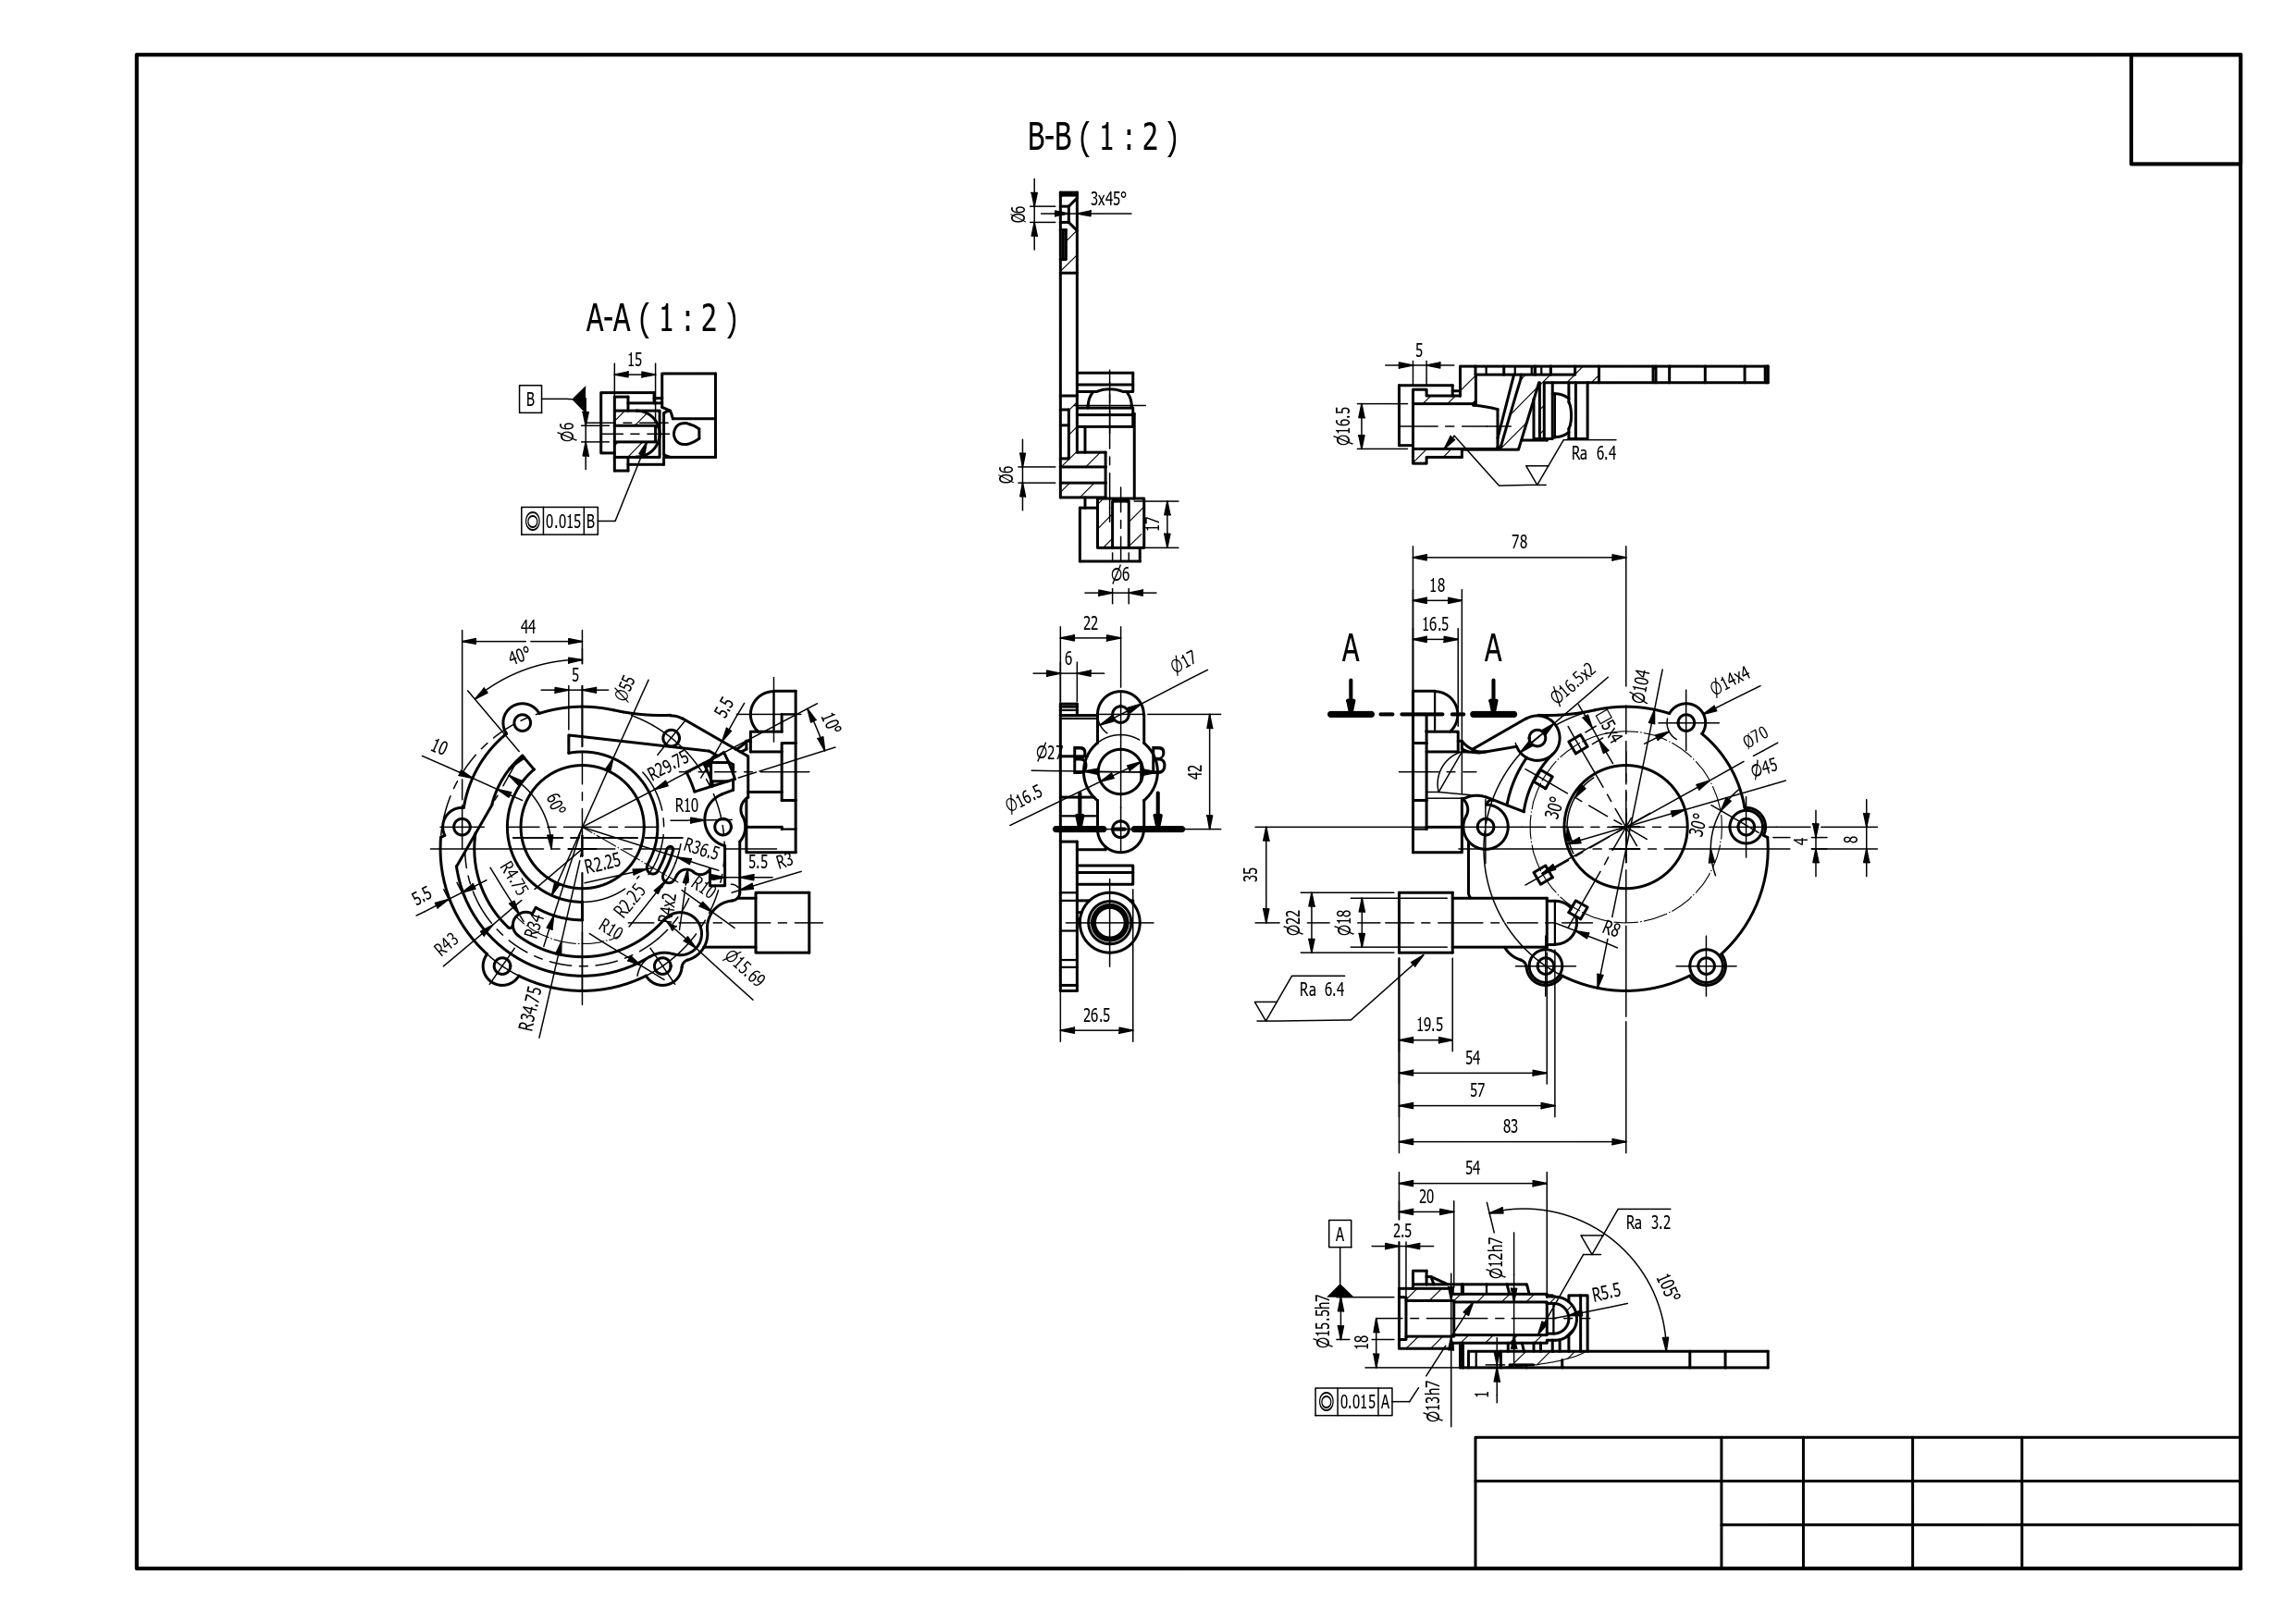 B-B ( 1 : 2 )
3x45°
Ø6
A-A ( 1 : 2 )
15
B
Ø6
0.015 B
Ø6
17
Ø6
5
Ø16.5
Ra 6.4
78
18
16.5
A A
44
40°
5
Ø55
5.5
10°
10
60°
R29.75
R10
R36.5
5.5
R3
R2.25
R4.75
R10
R2.25
R4x2
5.5
R34
R10
R43
Ø15.69
R34.75
22
6
Ø17
Ø27
B B
42
Ø16.5
26.5
Ø16.5x2
Ø104
Ø14x4
□5x4
Ø70
Ø45
30°
30°
4
8
35
Ø22
Ø18
R8
Ra 6.4
19.5
54
57
83
54
20
2.5
A
Ø12h7
Ra 3.2
R5.5
105°
Ø15.5h7
18
1
Ø13h7
0.015 A